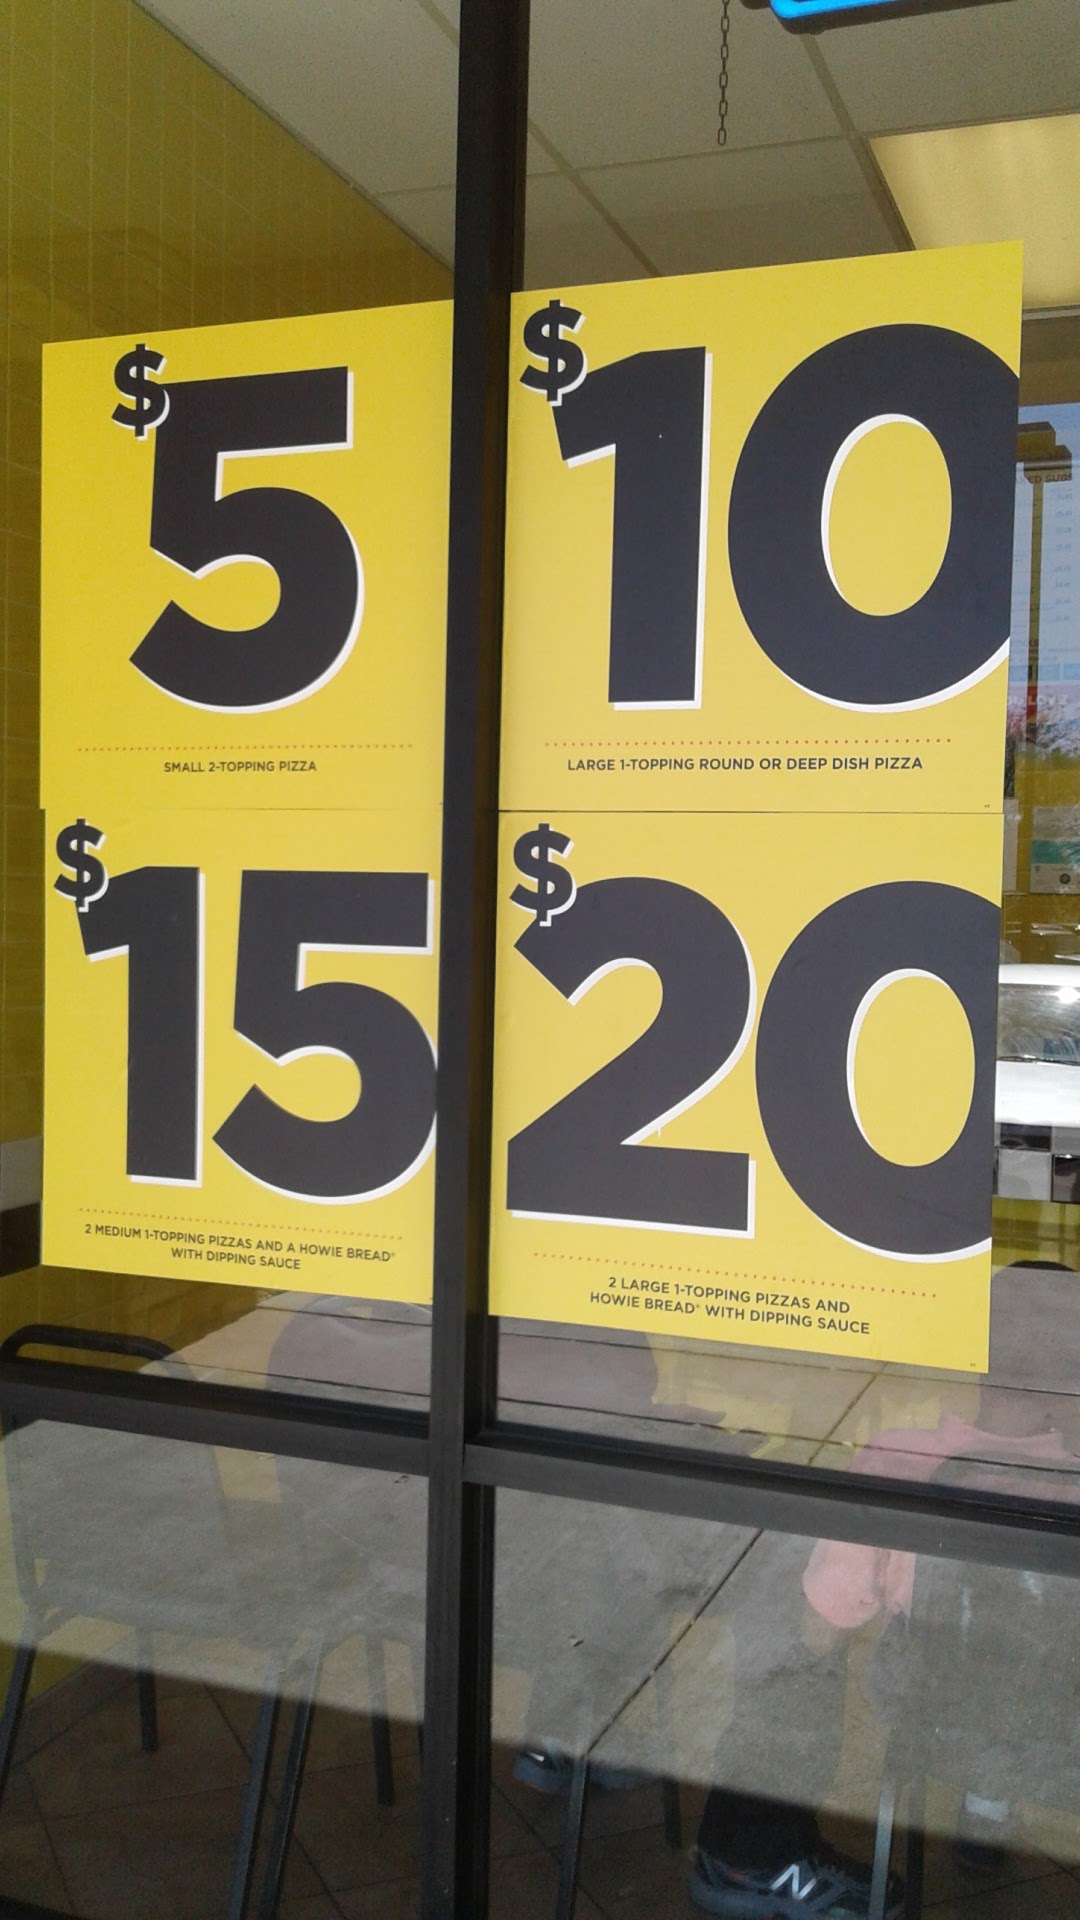 $5
SMALL 2-TOPPING PIZZA
$10
LARGE 1-TOPPING ROUND OR DEEP DISH PIZZA
$15
2 MEDIUM 1-TOPPING PIZZAS AND A HOWIE BREAD®
WITH DIPPING SAUCE
$20
2 LARGE 1-TOPPING PIZZAS AND
HOWIE BREAD® WITH DIPPING SAUCE
N